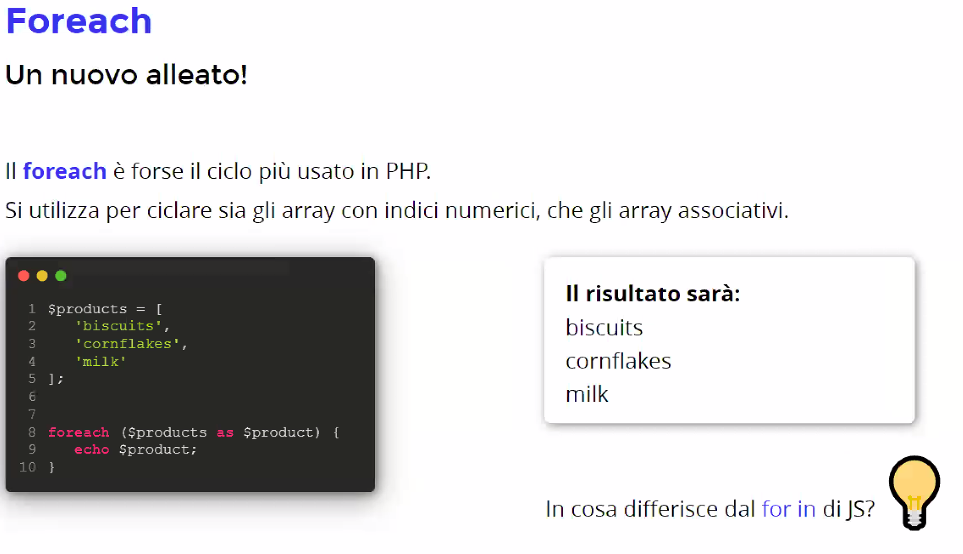 Foreach
Un nuovo alleato!
Il foreach è forse il ciclo più usato in PHP.
Si utilizza per ciclare sia gli array con indici numerici, che gli array associativi.
1 $products = [
2    'biscuits',
3    'cornflakes',
4    'milk'
5 ];
6
7
8 foreach ($products as $product) {
9    echo $product;
10 }
Il risultato sarà:
biscuits
cornflakes
milk
In cosa differisce dal for in di JS?